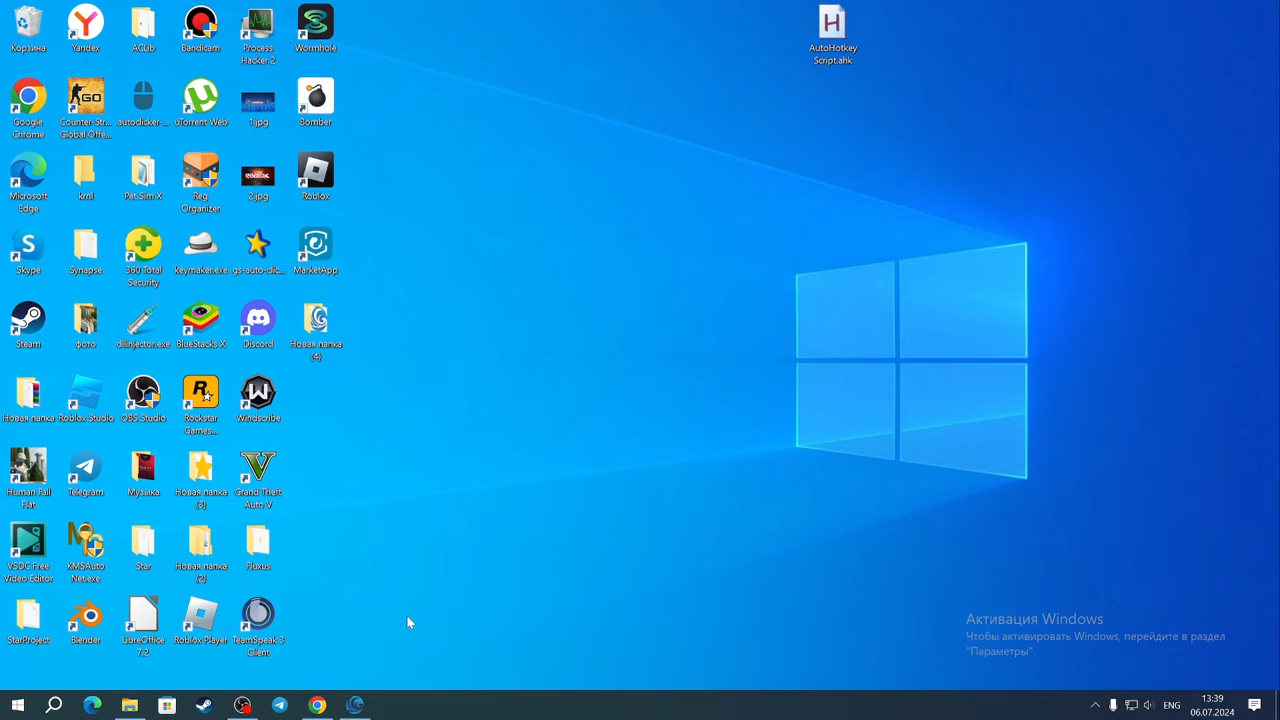 Корзина
Yandex
ACLib
Bandicam
Process
Hacker 2
Wormhole
AutoHotkey
Script.ahk
Google
Chrome
Counter-Str...
Global Offe...
autoclicker-...
uTorrent Web
1.jpg
Bomber
Microsoft
Edge
krnl
Pet Sim X
Reg
Organizer
2.jpg
Roblox
Skype
Synapse
360 Total
Security
keymaker.exe
gs-auto-clic...
MarketApp
Steam
фото
dllinjector.exe
BlueStacks X
Discord
Новая папка
(4)
Новая папка
Roblox Studio
OBS Studio
Rockstar
Games...
Windscribe
Human Fall
Flat
Telegram
Музыка
Новая папка
(3)
Grand Theft
Auto V
VSDC Free
Video Editor
KMSAuto
Net.exe
Star
Новая папка
(2)
Fluxus
StarProject
Blender
LibreOffice
7.2
Roblox Player
TeamSpeak 3
Client
Активация Windows
Чтобы активировать Windows, перейдите в раздел
"Параметры".
ENG
13:39
06.07.2024